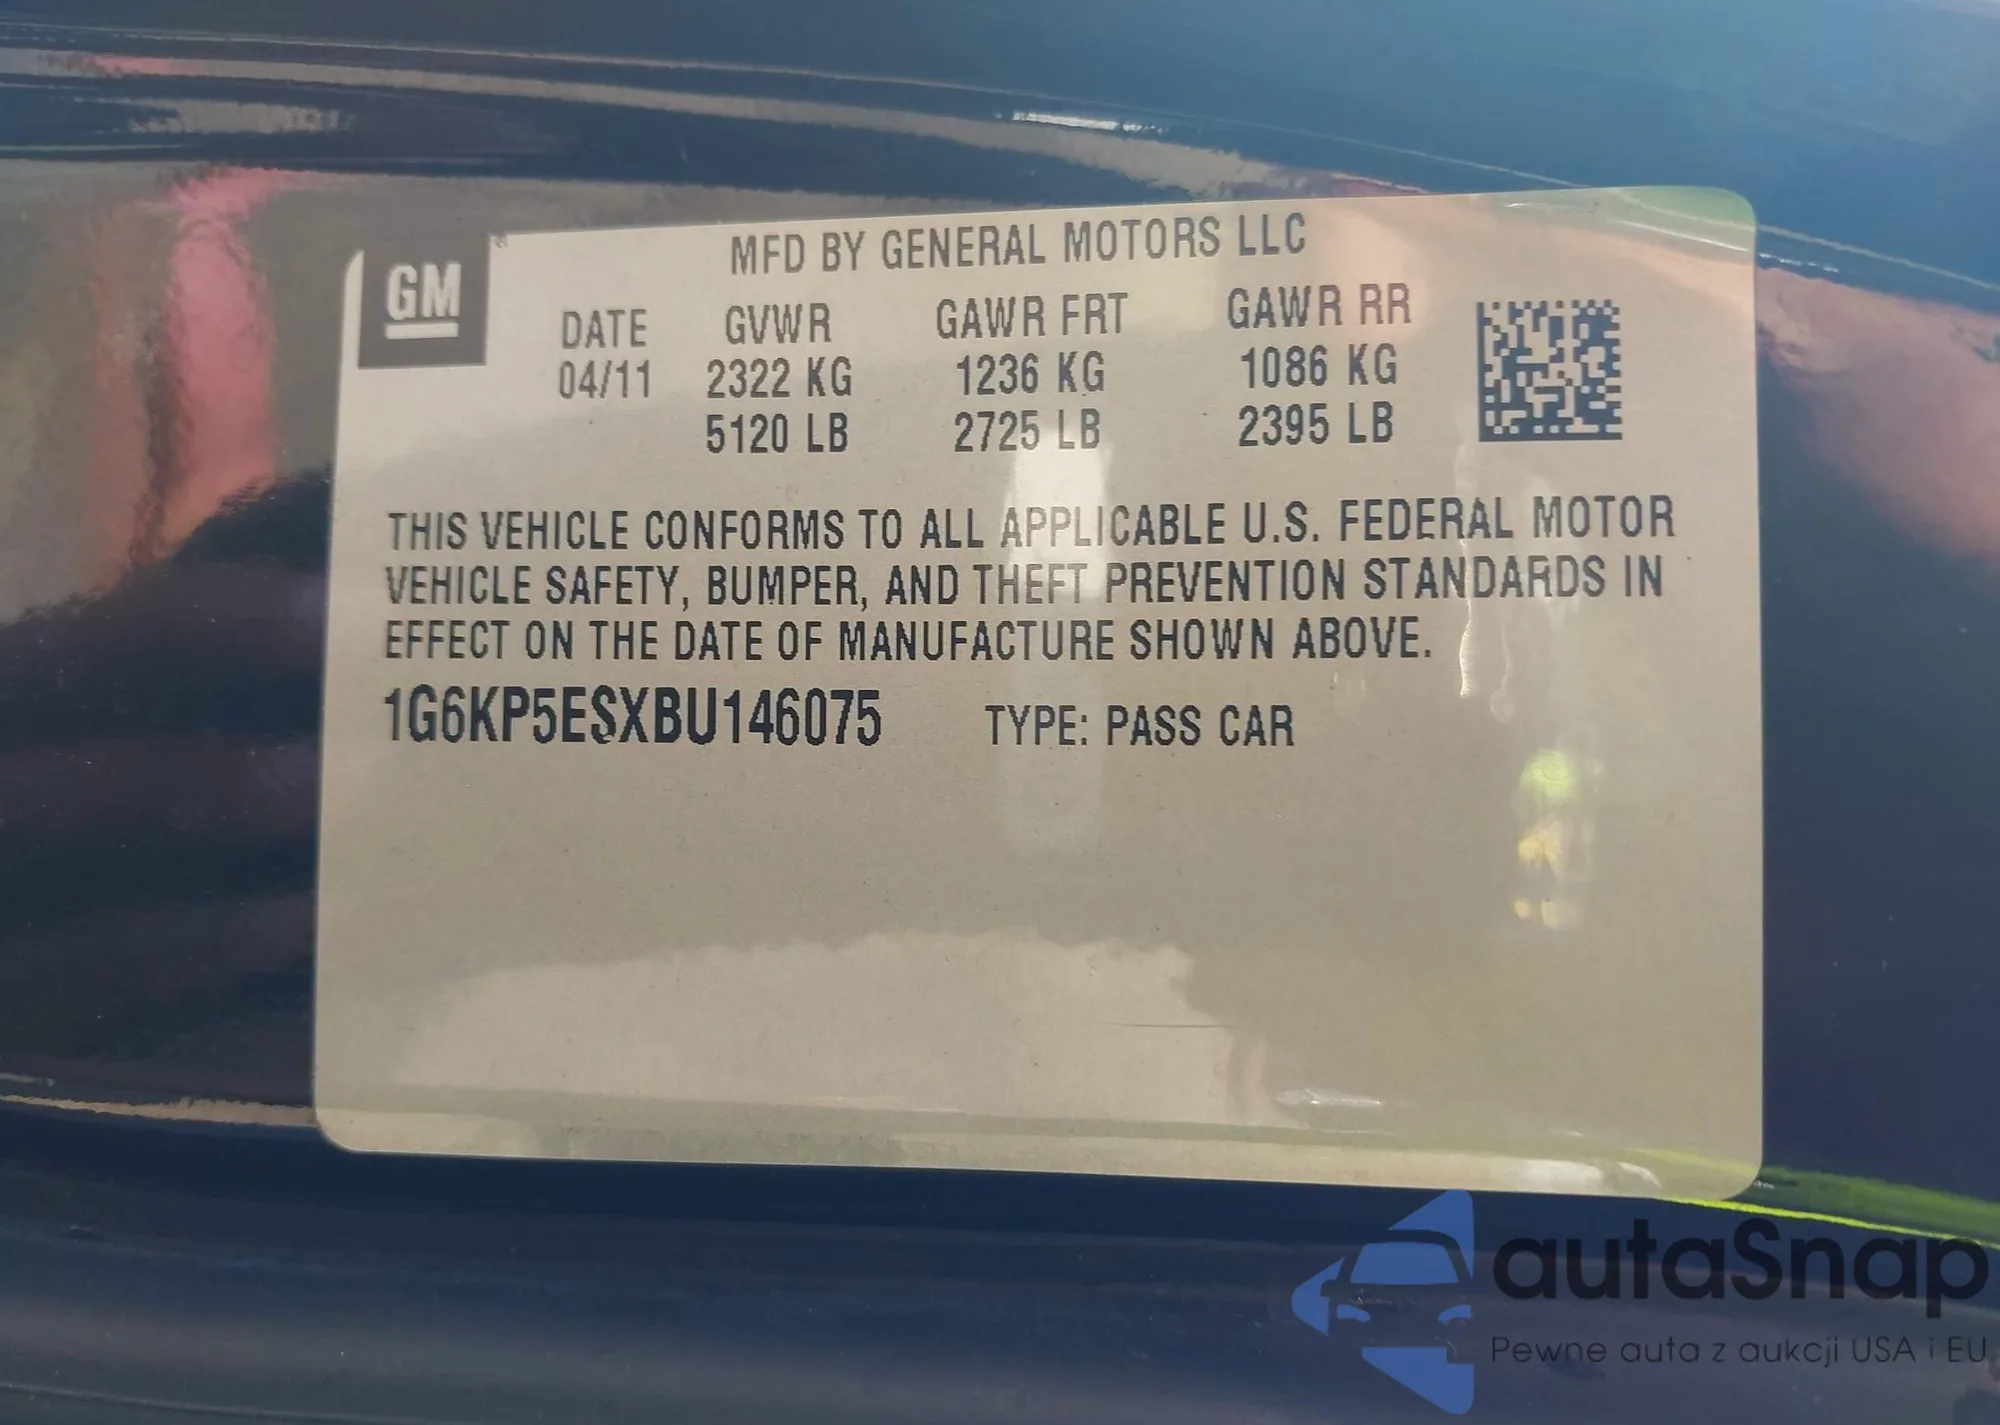 MFD BY GENERAL MOTORS LLC
GM
DATE GVWR GAWR FRT GAWR RR
04/11 2322 KG 1236 KG 1086 KG
5120 LB 2725 LB 2395 LB
THIS VEHICLE CONFORMS TO ALL APPLICABLE U.S. FEDERAL MOTOR
VEHICLE SAFETY, BUMPER, AND THEFT PREVENTION STANDARDS IN
EFFECT ON THE DATE OF MANUFACTURE SHOWN ABOVE.
1G6KP5ESXBU146075 TYPE: PASS CAR
autaSnap
Pewne auta z aukcji USA i EU